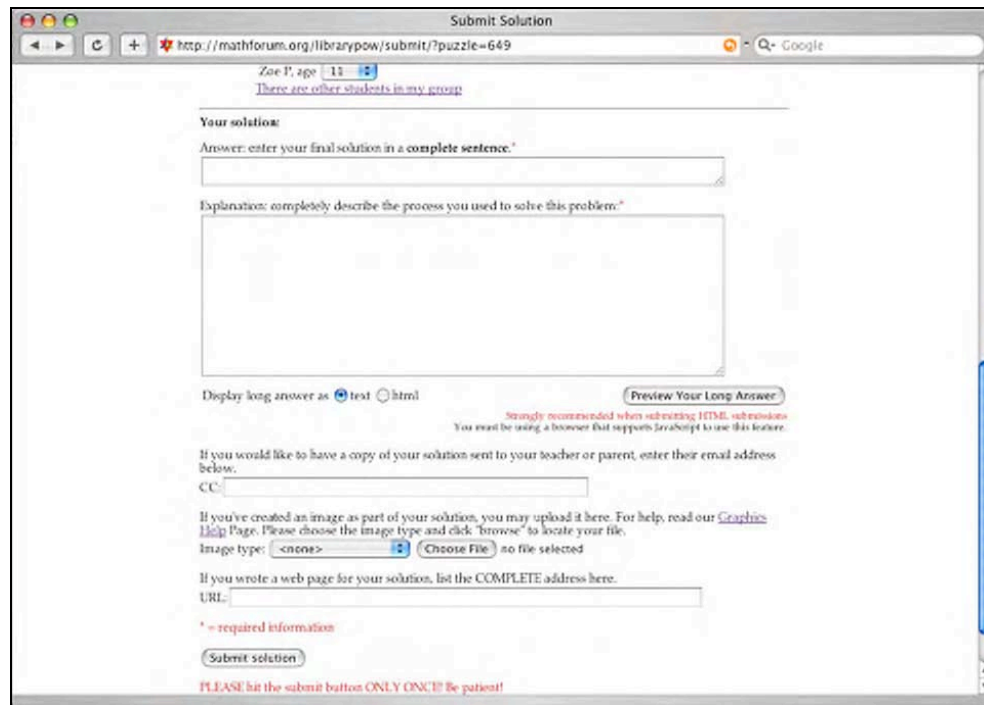 Submit Solution
http://mathforum.org/librarypow/submit/?puzzle=649
Google
Zoe P, age 11
There are other students in my group
Your solution:
Answer: enter your final solution in a complete sentence.*
Explanation: completely describe the process you used to solve this problem:*
Display long answer as text html
Preview Your Long Answer
Strongly recommended when submitting HTML submissions
You must be using a browser that supports JavaScript to use this feature.
If you would like to have a copy of your solution sent to your teacher or parent, enter their email address
below.
CC:
If you've created an image as part of your solution, you may upload it here. For help, read our Graphics
Help Page. Please choose the image type and click "browse" to locate your file.
Image type: <none> Choose File no file selected
If you wrote a web page for your solution, list the COMPLETE address here.
URL:
* = required information
Submit solution
PLEASE hit the submit button ONLY ONCE! Be patient!